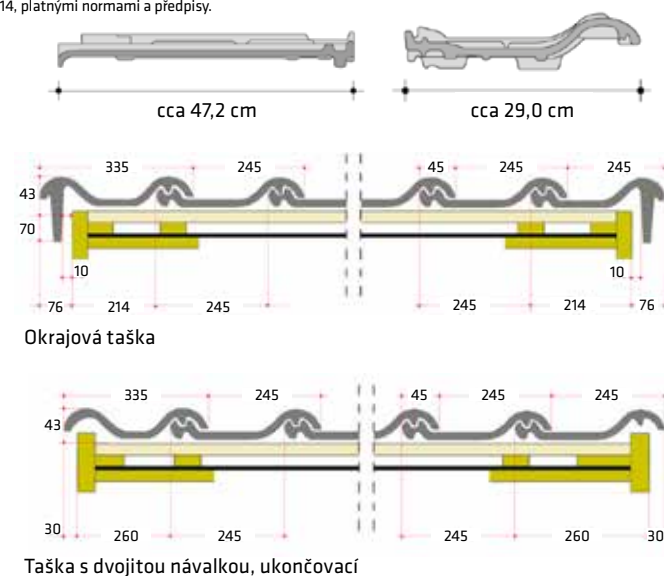 14, platnými normami a předpisy.
cca 47,2 cm cca 29,0 cm
335 245 45 245 245
43
70
10 10
76 214 245 245 214 76
Okrajová taška
335 245 45 245 245
43
30 260 245 245 260 30
Taška s dvojitou návalkou, ukončovací